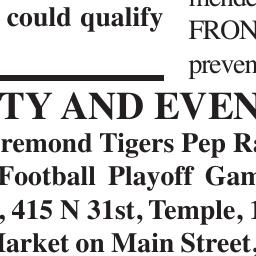 could qualify
FRON
preven
TY AND EVEN
remond Tigers Pep Ra
Football Playoff Gam
, 415 N 31st, Temple, 1
Market on Main Street,